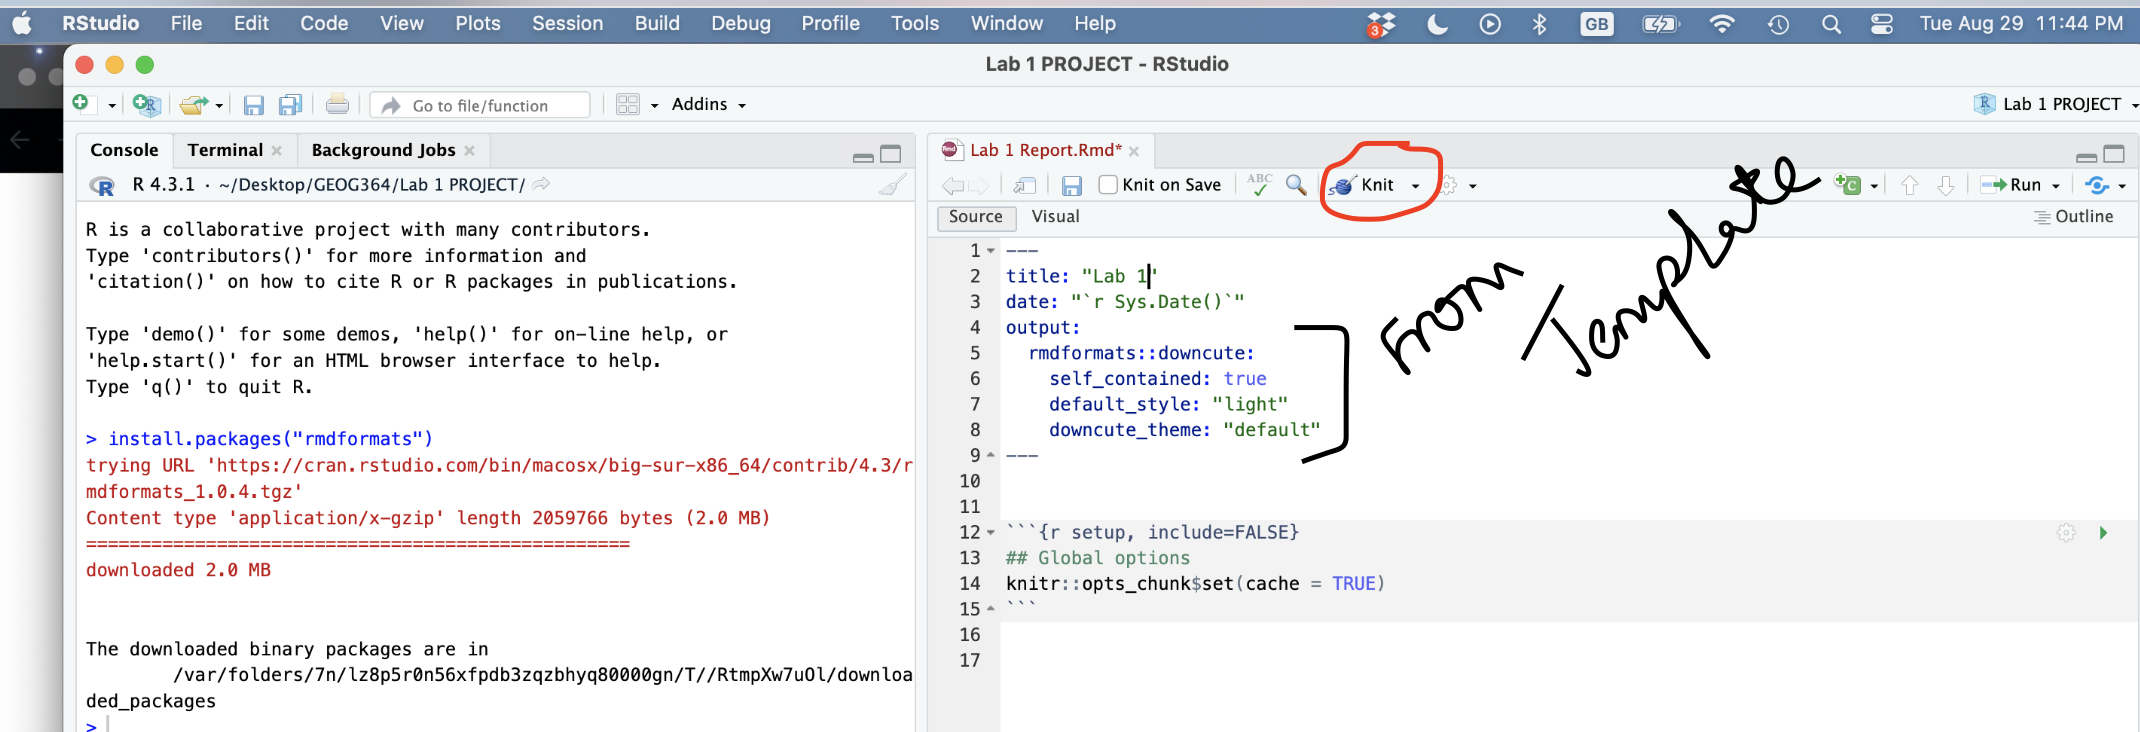 RStudio File Edit Code View Plots Session Build Debug Profile Tools Window Help 3 GB Tue Aug 29 11:44 PM
Lab 1 PROJECT - RStudio
Go to file/function Addins R Lab 1 PROJECT
Console Terminal Background Jobs
R R 4.3.1 · ~/Desktop/GEOG364/Lab 1 PROJECT/
R is a collaborative project with many contributors.
Type 'contributors()' for more information and
'citation()' on how to cite R or R packages in publications.
Type 'demo()' for some demos, 'help()' for on-line help, or
'help.start()' for an HTML browser interface to help.
Type 'q()' to quit R.
> install.packages("rmdformats")
trying URL 'https://cran.rstudio.com/bin/macosx/big-sur-x86_64/contrib/4.3/r
mdformats_1.0.4.tgz'
Content type 'application/x-gzip' length 2059766 bytes (2.0 MB)
==================================================
downloaded 2.0 MB
The downloaded binary packages are in
/var/folders/7n/lz8p5r0n56xfpdb3zqzbhyq80000gn/T//RtmpXw7uOl/downloa
ded_packages
>
Rmd Lab 1 Report.Rmd*
Knit on Save ABC Knit C Run
Source Visual Outline
1 ---
2 title: "Lab 1"
3 date: "`r Sys.Date()`"
4 output:
5 rmdformats::downcute:
6 self_contained: true
7 default_style: "light"
8 downcute_theme: "default"
9 ---
10
11
12 ```{r setup, include=FALSE}
13 ## Global options
14 knitr::opts_chunk$set(cache = TRUE)
15 ```
16
17
From Template